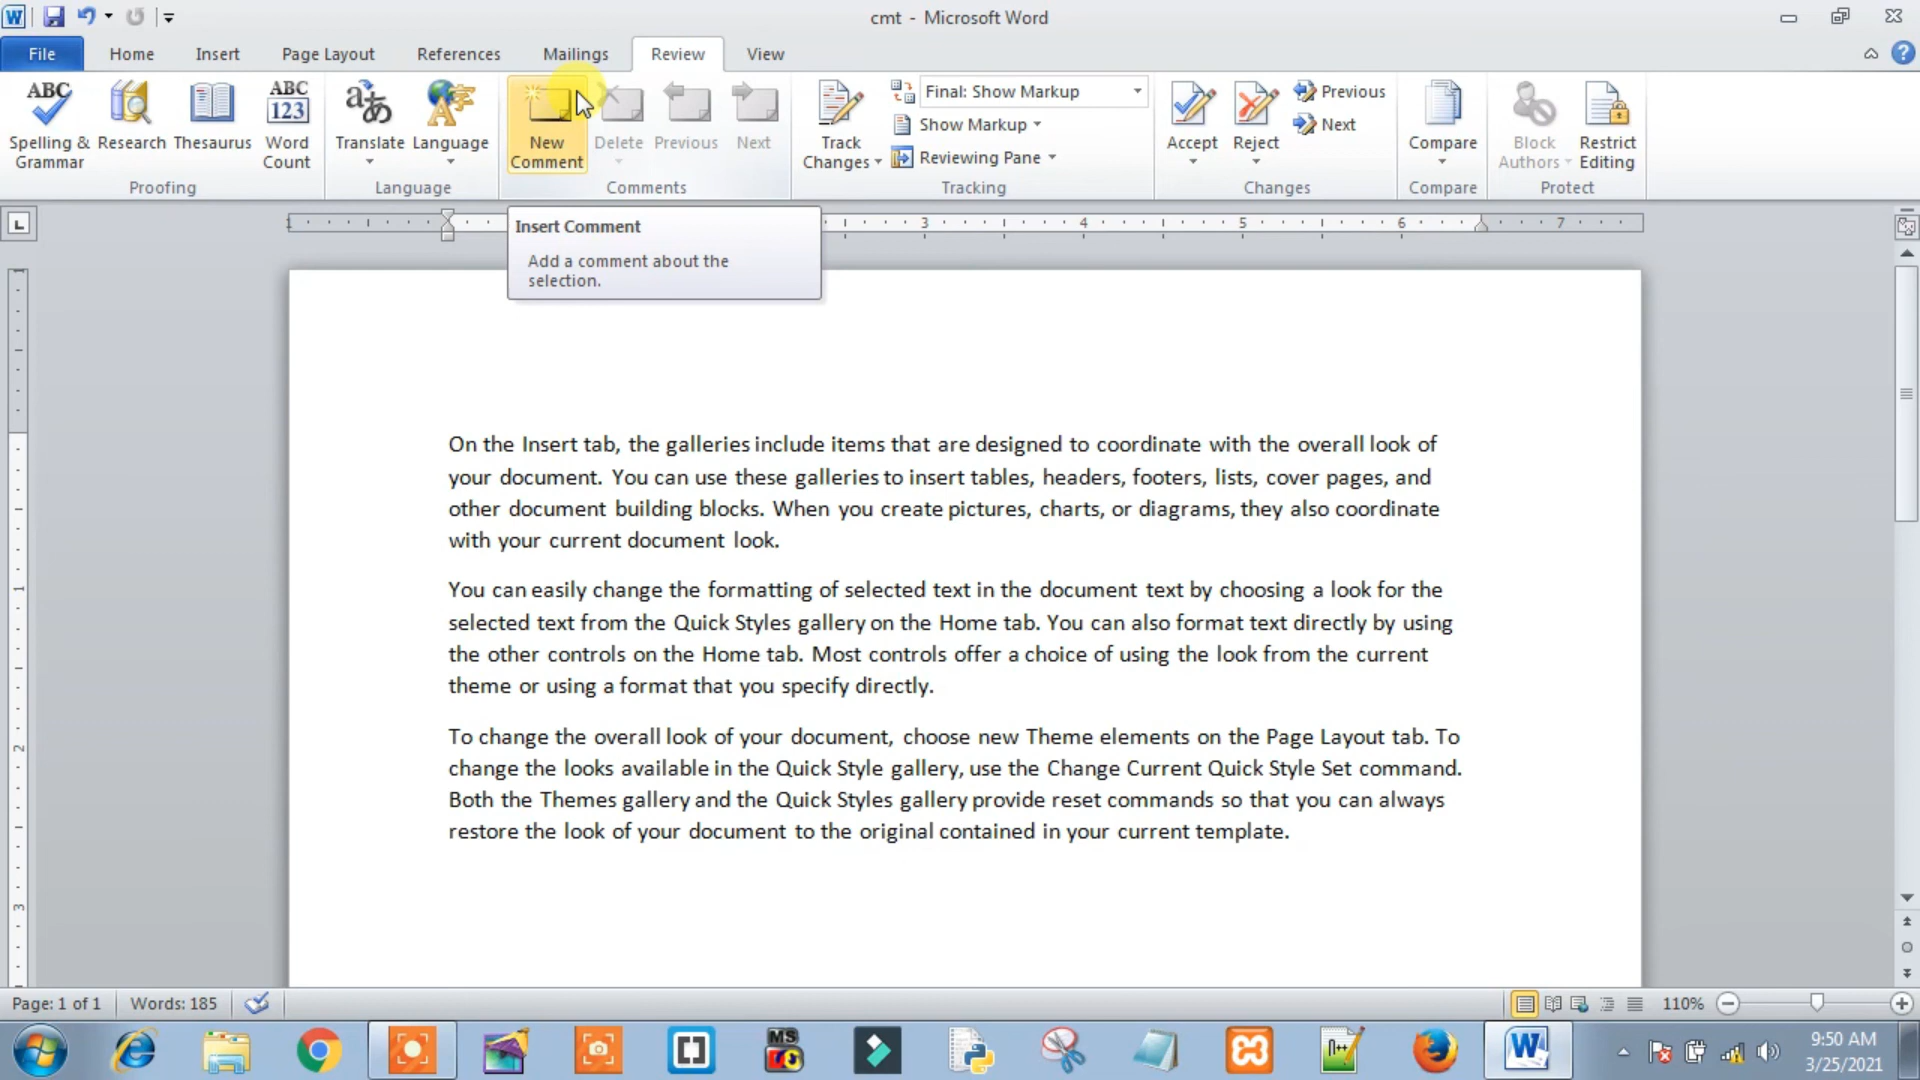 cmt - Microsoft Word
File Home Insert Page Layout References Mailings Review View
ABC
Spelling & Grammar
Research
Thesaurus
ABC
123
Word Count
Proofing
Translate
Language
Language
New Comment
Delete
Previous
Next
Comments
Track Changes
Final: Show Markup
Show Markup
Reviewing Pane
Tracking
Accept
Reject
Previous
Next
Changes
Compare
Compare
Block Authors
Restrict Editing
Protect
L
1 3 4 5 6 7
Insert Comment
Add a comment about the
selection.
On the Insert tab, the galleries include items that are designed to coordinate with the overall look of
your document. You can use these galleries to insert tables, headers, footers, lists, cover pages, and
other document building blocks. When you create pictures, charts, or diagrams, they also coordinate
with your current document look.
You can easily change the formatting of selected text in the document text by choosing a look for the
selected text from the Quick Styles gallery on the Home tab. You can also format text directly by using
the other controls on the Home tab. Most controls offer a choice of using the look from the current
theme or using a format that you specify directly.
To change the overall look of your document, choose new Theme elements on the Page Layout tab. To
change the looks available in the Quick Style gallery, use the Change Current Quick Style Set command.
Both the Themes gallery and the Quick Styles gallery provide reset commands so that you can always
restore the look of your document to the original contained in your current template.
1
2
3
Page: 1 of 1 Words: 185 110%
MS
N++
W
9:50 AM
3/25/2021